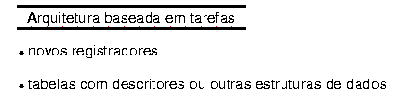 Arquitetura baseada em tarefas
• novos registradores
• tabelas com descritores ou outras estruturas de dados